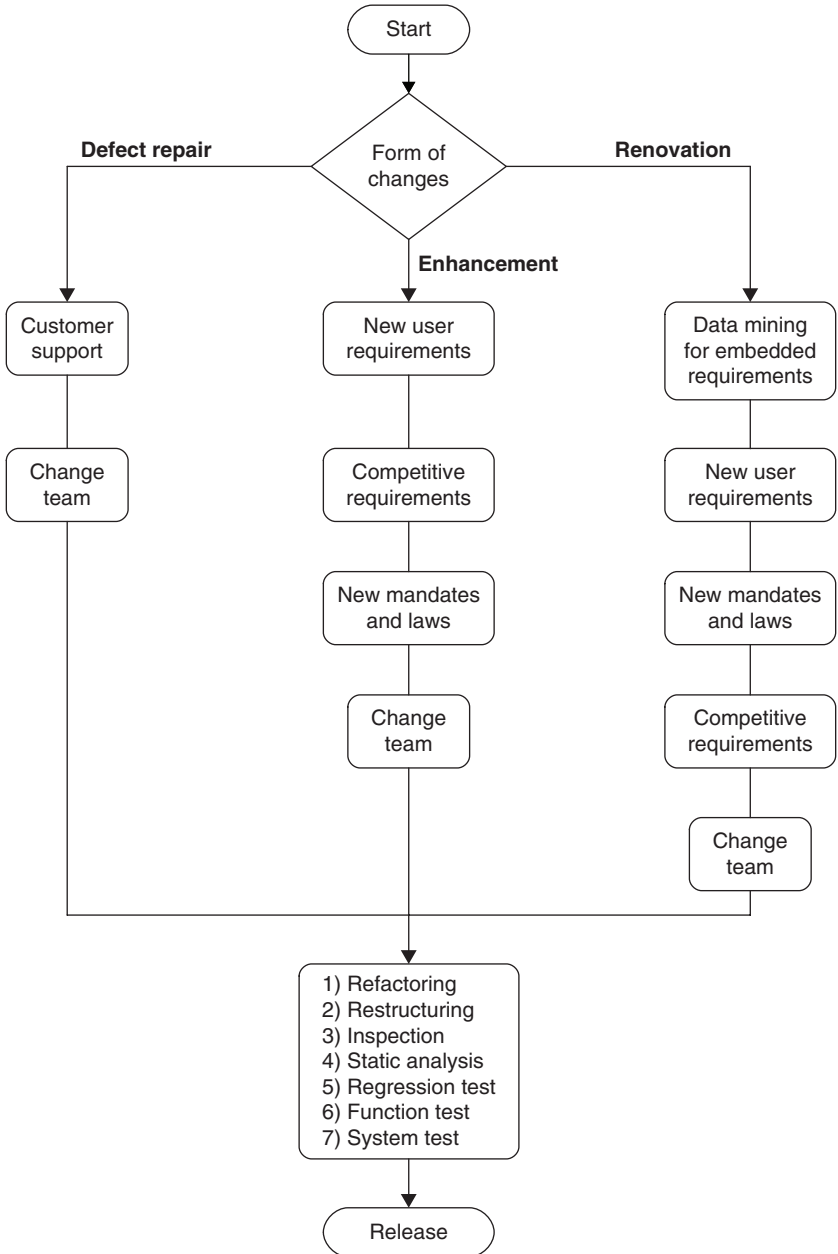 Start
Form of
changes
Defect repair
Renovation
Enhancement
Customer
support
Change
team
New user
requirements
Competitive
requirements
New mandates
and laws
Change
team
Data mining
for embedded
requirements
New user
requirements
New mandates
and laws
Competitive
requirements
Change
team
1) Refactoring
2) Restructuring
3) Inspection
4) Static analysis
5) Regression test
6) Function test
7) System test
Release